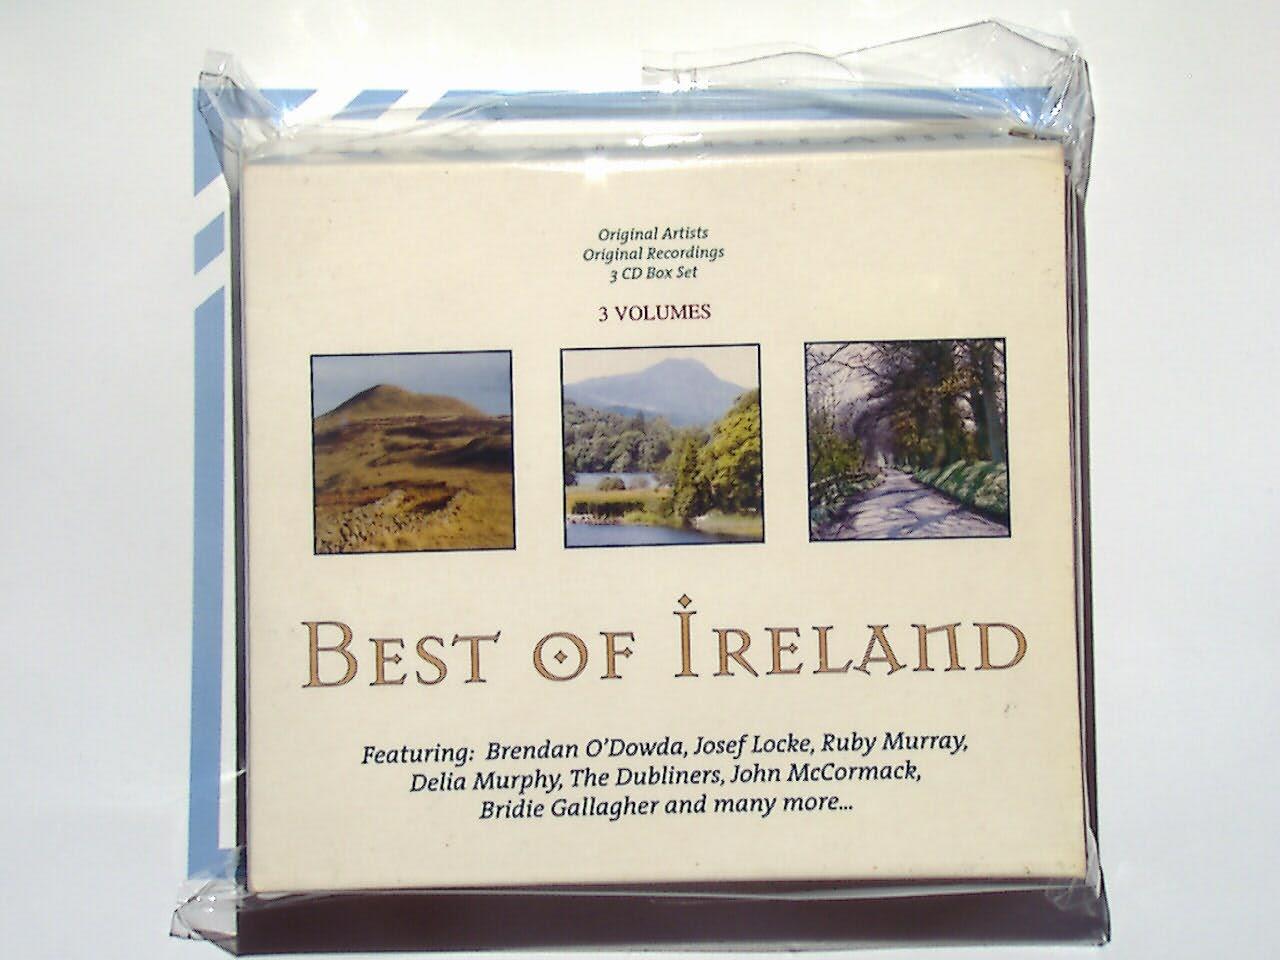 Original Artists
Original Recordings
3 CD Box Set
3 VOLUMES
BEST OF IRELAND
Featuring: Brendan O'Dowda, Josef Locke, Ruby Murray,
Delia Murphy, The Dubliners, John McCormack,
Bridie Gallagher and many more...